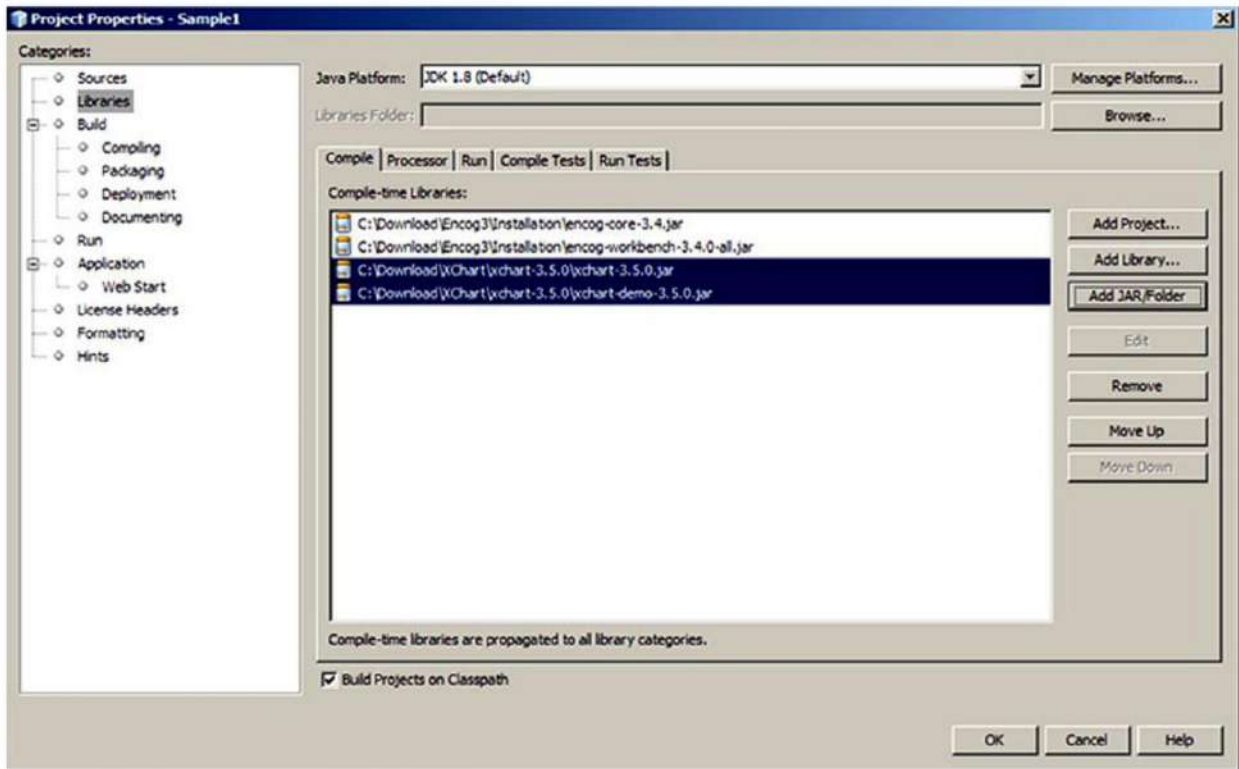 Project Properties - Sample1
Categories:
Sources
Libraries
Build
Compiling
Packaging
Deployment
Documenting
Run
Application
Web Start
License Headers
Formatting
Hints
Java Platform: JDK 1.8 (Default) Manage Platforms...
Libraries Folder: Browse...
Compile Processor Run Compile Tests Run Tests
Compile-time Libraries:
C:\Download\Encog3\Installation\encog-core-3.4.jar
C:\Download\Encog3\Installation\encog-workbench-3.4.0-all.jar
C:\Download\XChart\xchart-3.5.0\xchart-3.5.0.jar
C:\Download\XChart\xchart-3.5.0\xchart-demo-3.5.0.jar
Add Project...
Add Library...
Add JAR/Folder
Edit
Remove
Move Up
Move Down
Compile-time libraries are propagated to all library categories.
Build Projects on Classpath
OK Cancel Help